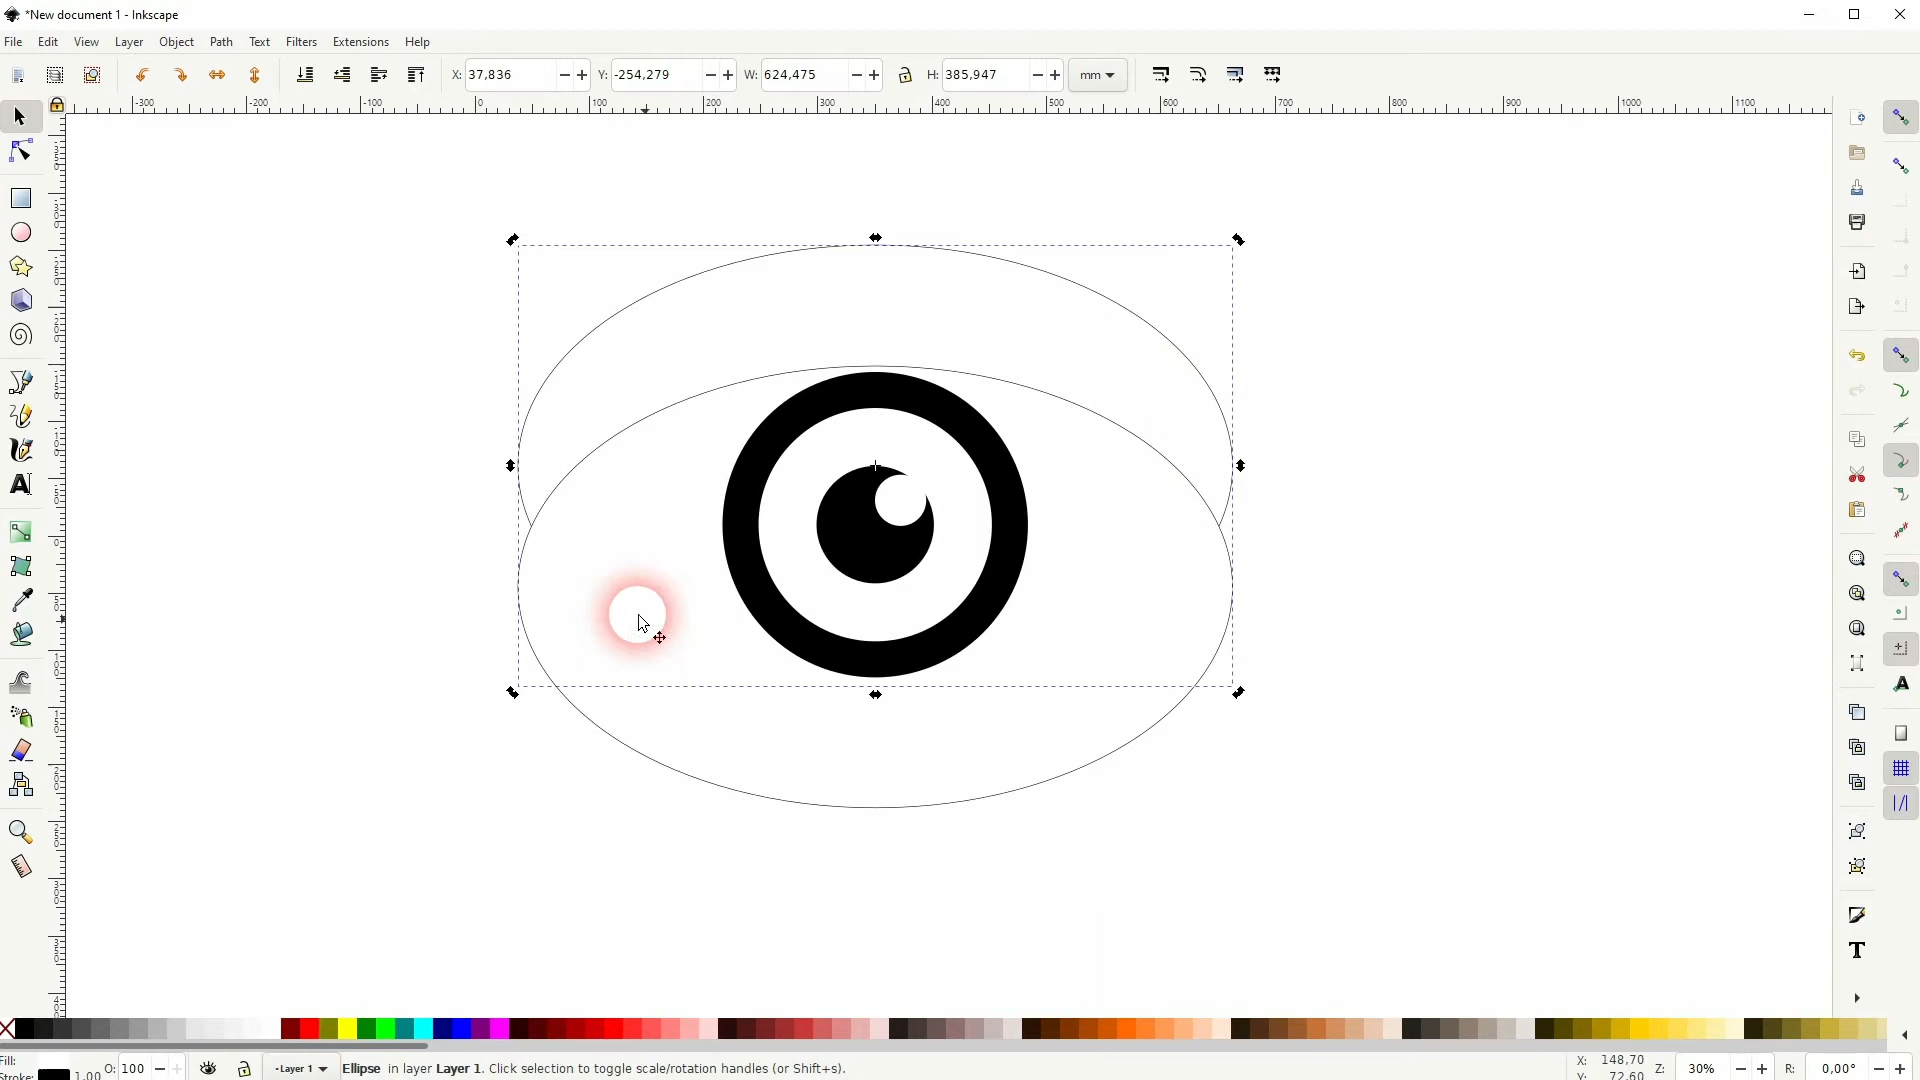 *New document 1 - Inkscape
File Edit View Layer Object Path Text Filters Extensions Help
X: 37,836 Y: -254,279 W: 624,475 H: 385,947 mm
-300 -200 -100 0 100 200 300 400 500 600 700 800 900 1000 1100
Fill:
Stroke: 1.00 O: 100 -Layer 1 Ellipse in layer Layer 1. Click selection to toggle scale/rotation handles (or Shift+s). X: 148,70 Z: 30% R: 0,00°
Y: 72,60